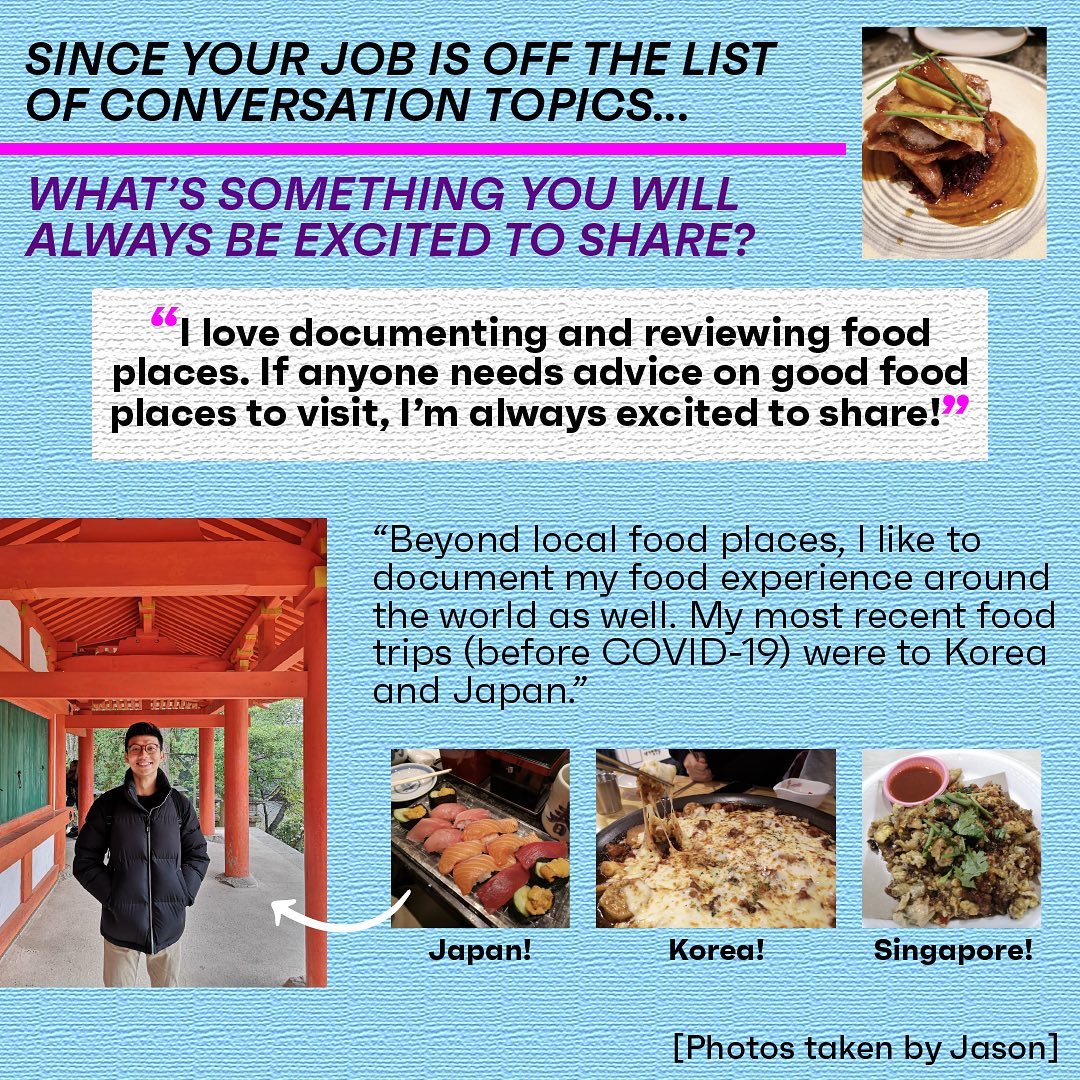 SINCE YOUR JOB IS OFF THE LIST
OF CONVERSATION TOPICS...
WHAT'S SOMETHING YOU WILL
ALWAYS BE EXCITED TO SHARE?
“I love documenting and reviewing food
places. If anyone needs advice on good food
places to visit, I'm always excited to share!”
“Beyond local food places, I like to
document my food experience around
the world as well. My most recent food
trips (before COVID-19) were to Korea
and Japan.”
Japan!
Korea!
Singapore!
[Photos taken by Jason]